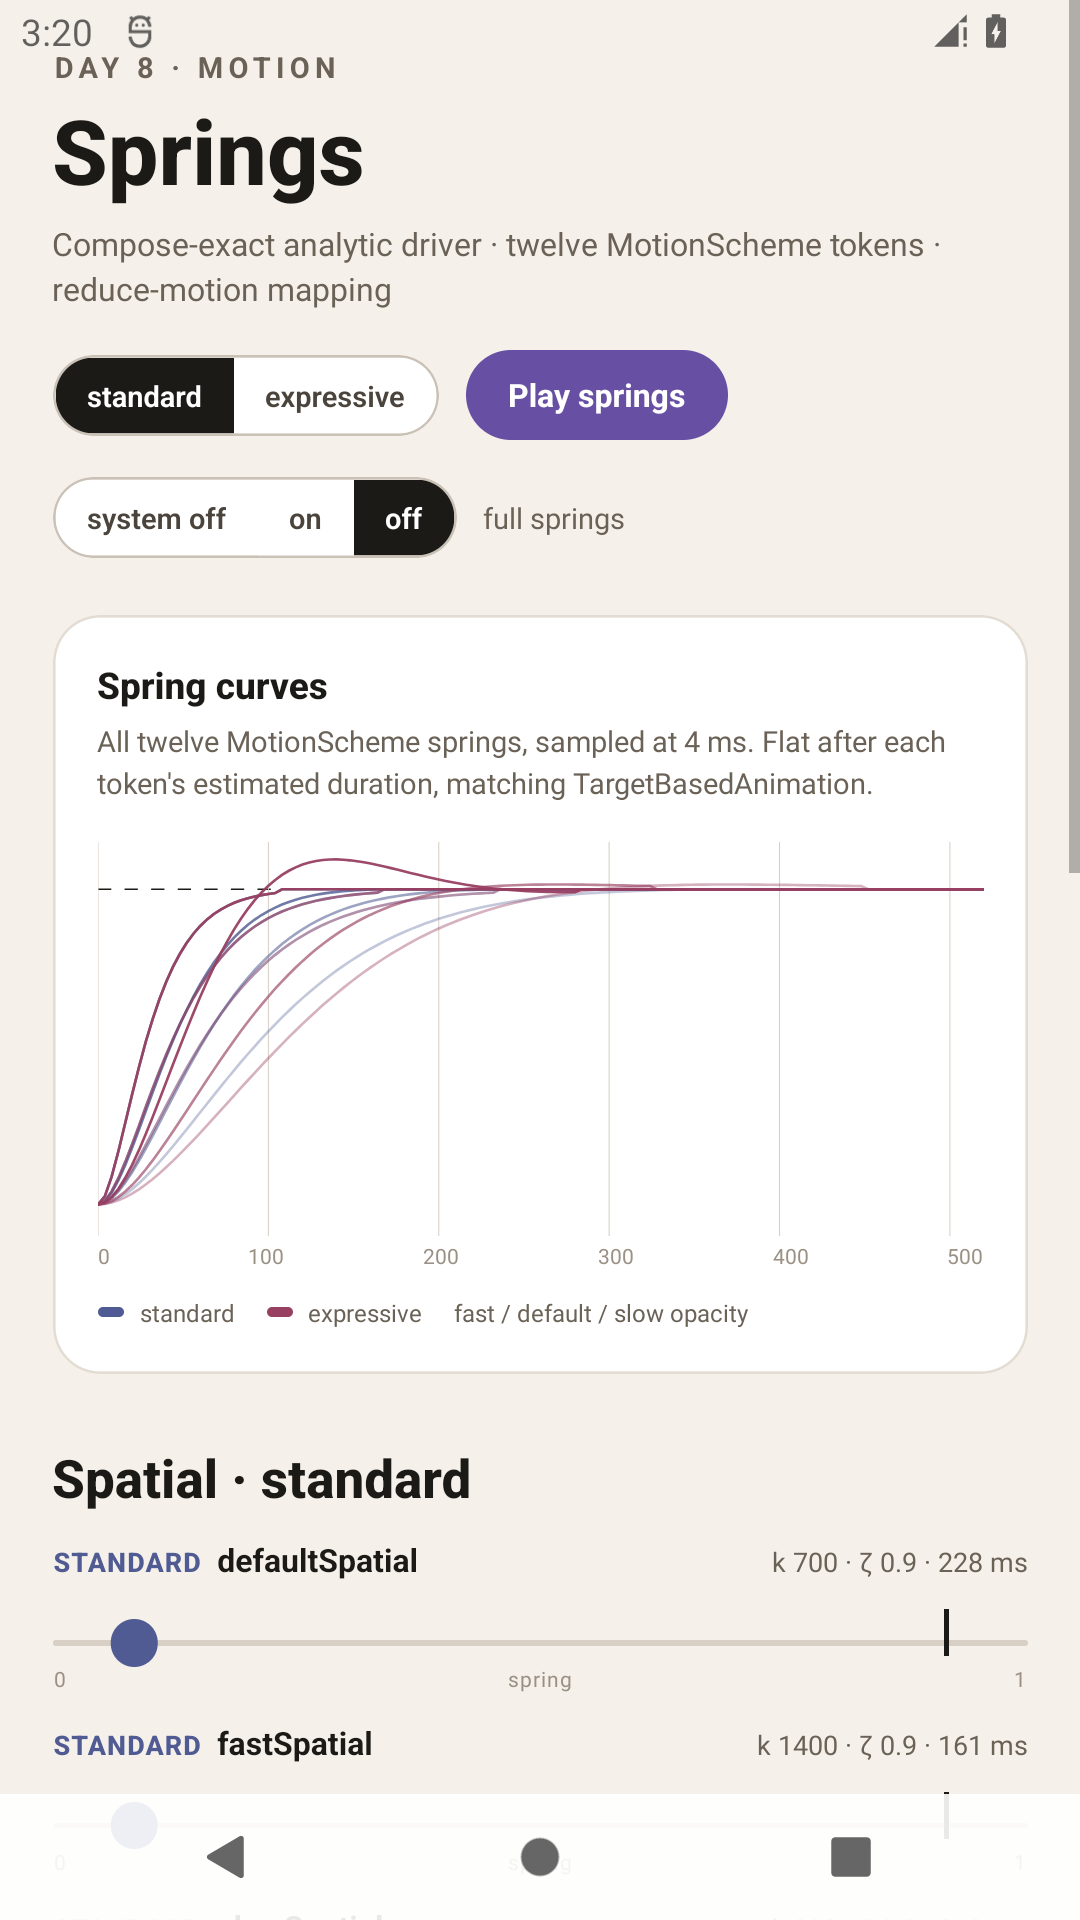 3:20
DAY 8 · MOTION
Springs
Compose-exact analytic driver · twelve MotionScheme tokens ·
reduce-motion mapping
standard expressive Play springs
system off on off full springs
Spring curves
All twelve MotionScheme springs, sampled at 4 ms. Flat after each
token's estimated duration, matching TargetBasedAnimation.
0 100 200 300 400 500
standard expressive fast / default / slow opacity
Spatial · standard
STANDARD defaultSpatial k 700 · ζ 0.9 · 228 ms
0 spring 1
STANDARD fastSpatial k 1400 · ζ 0.9 · 161 ms
0 spring 1